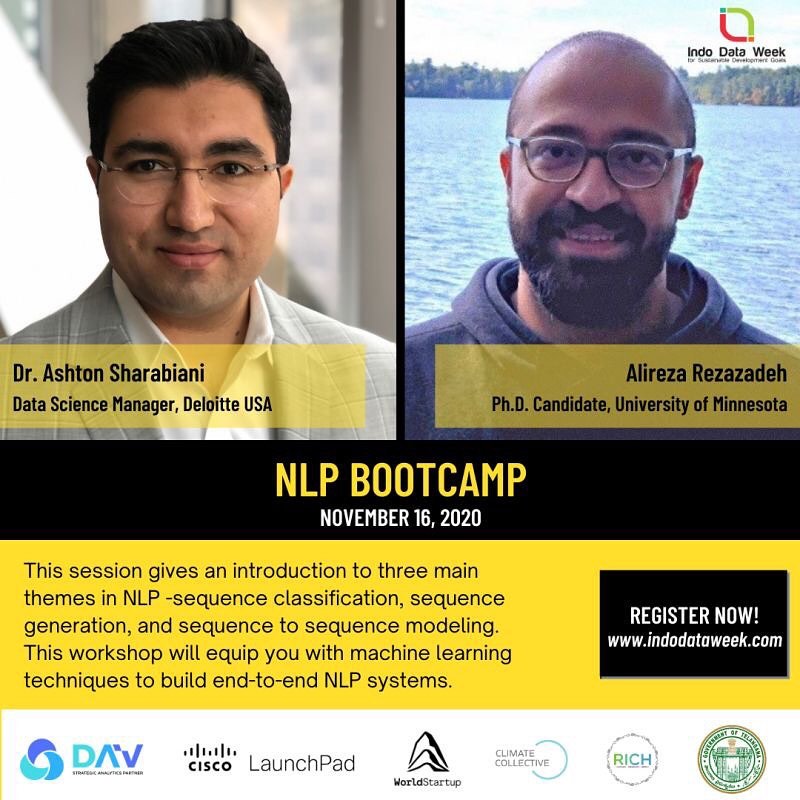 Indo Data Week
for Sustainable Development Goals
Dr. Ashton Sharabiani
Data Science Manager, Deloitte USA
Alireza Rezazadeh
Ph.D. Candidate, University of Minnesota
NLP BOOTCAMP
NOVEMBER 16, 2020
This session gives an introduction to three main
themes in NLP -sequence classification, sequence
generation, and sequence to sequence modeling.
This workshop will equip you with machine learning
techniques to build end-to-end NLP systems.
REGISTER NOW!
www.indodataweek.com
DAV
STRATEGIC ANALYTICS PARTNER
CISCO LaunchPad
WorldStartup
CLIMATE
COLLECTIVE
RICH
GOVERNMENT OF TELANGANA